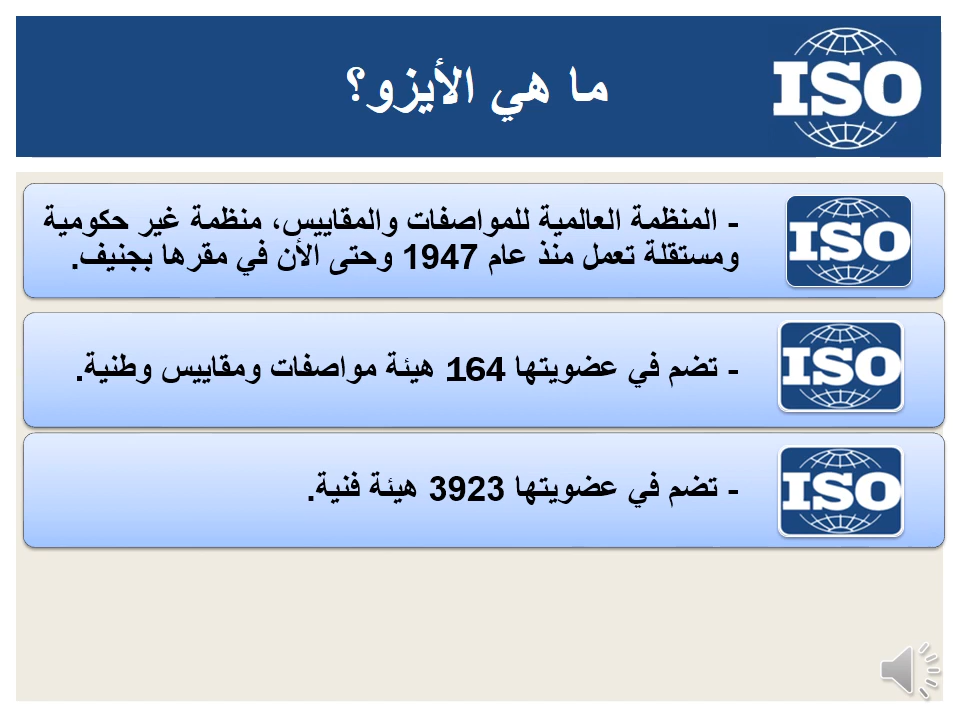 ما هي الأيزو؟
ISO
- المنظمة العالمية للمواصفات والمقاييس، منظمة غير حكومية
ومستقلة تعمل منذ عام 1947 وحتى الأن في مقرها بجنيف.
ISO
- تضم في عضويتها 164 هيئة مواصفات ومقاييس وطنية.
ISO
- تضم في عضويتها 3923 هيئة فنية.
ISO